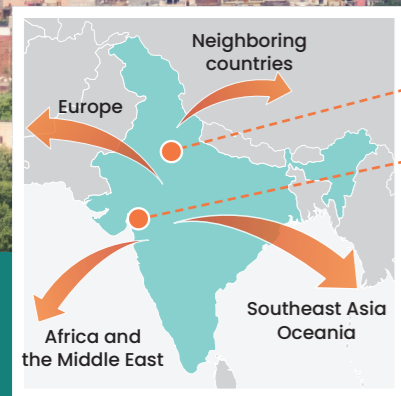 Neighboring
countries
Europe
Southeast Asia
Oceania
Africa and
the Middle East